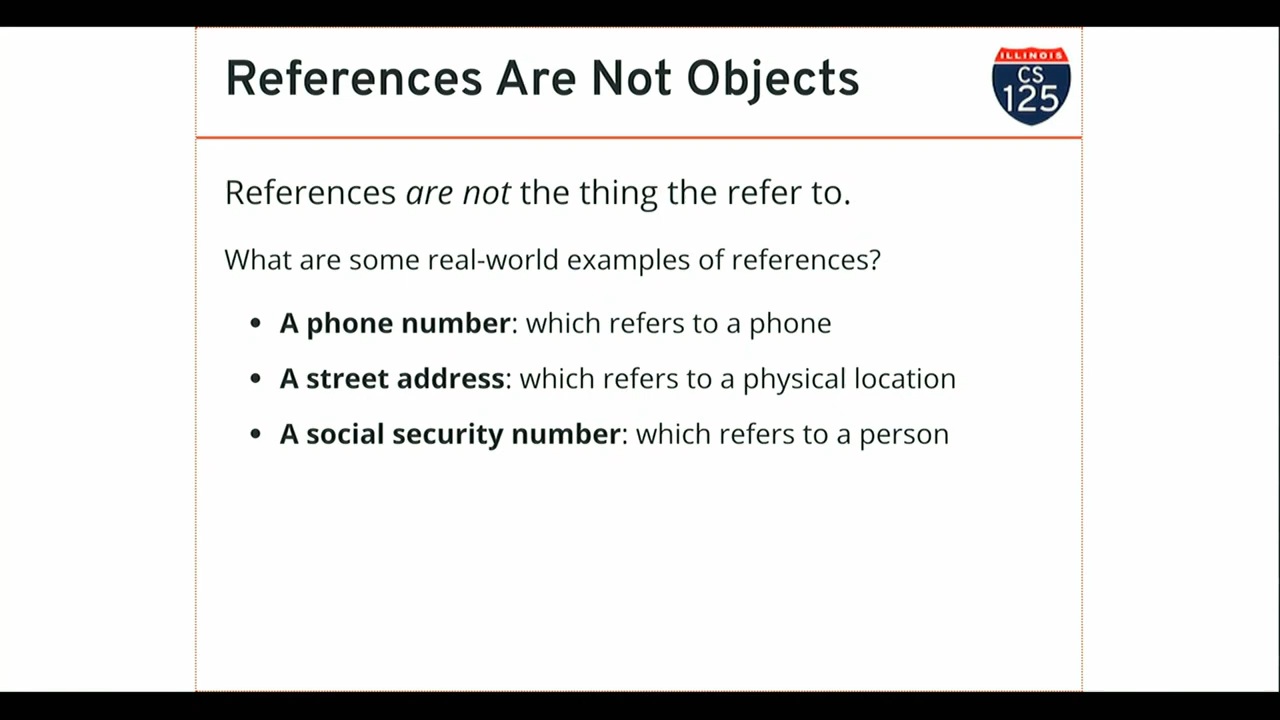 References Are Not Objects
ILLINOIS
CS
125
References are not the thing the refer to.
What are some real-world examples of references?
• A phone number: which refers to a phone
• A street address: which refers to a physical location
• A social security number: which refers to a person